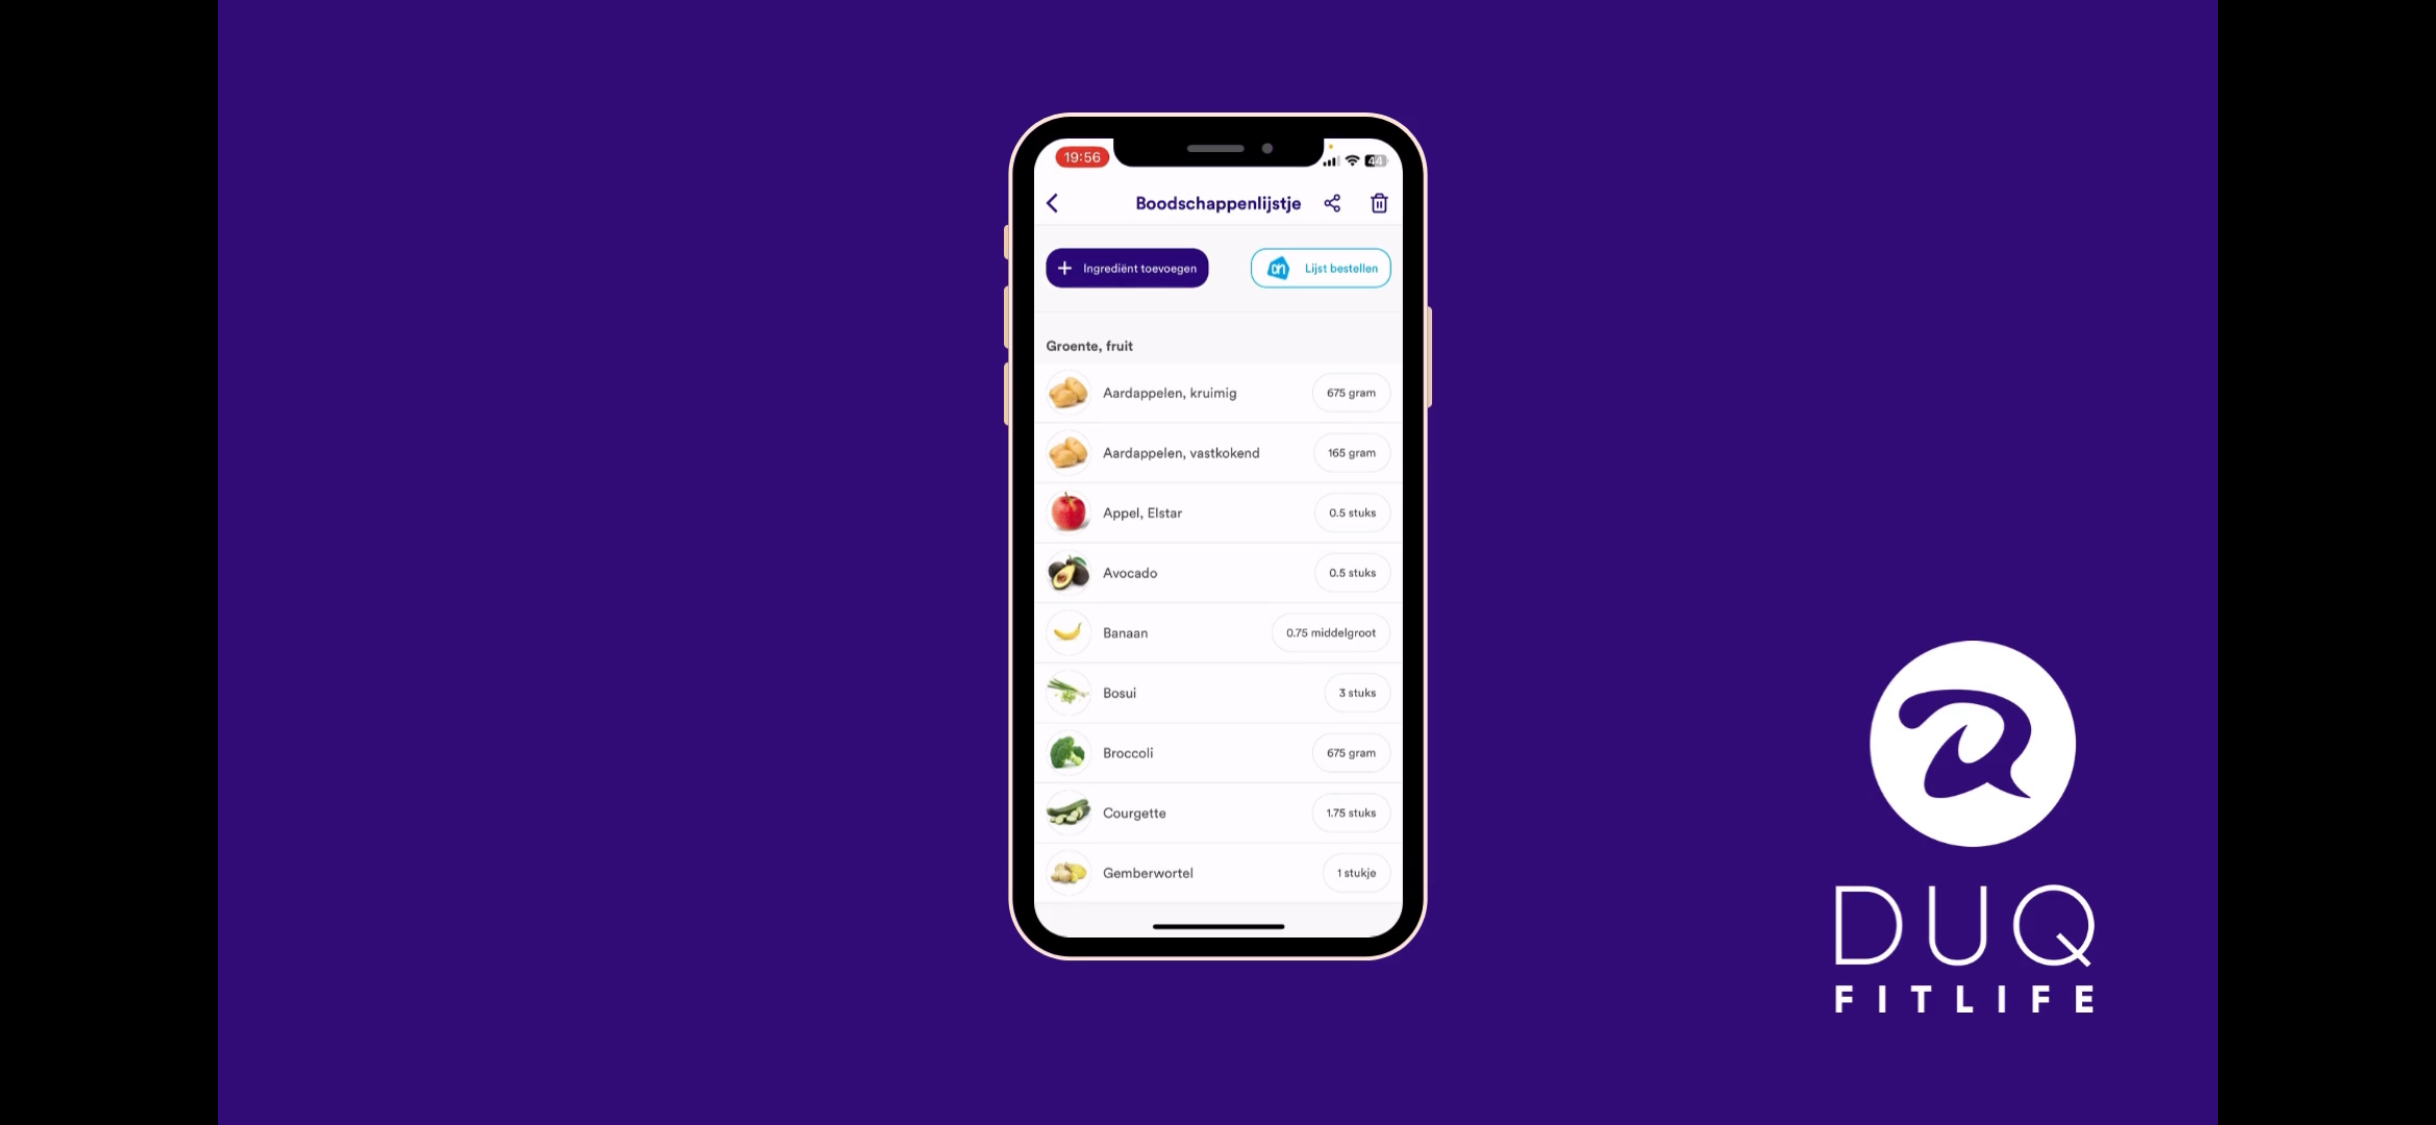 19:56
44
Boodschappenlijstje
+ Ingrediënt toevoegen
ah Lijst bestellen
Groente, fruit
Aardappelen, kruimig 675 gram
Aardappelen, vastkokend 165 gram
Appel, Elstar 0.5 stuks
Avocado 0.5 stuks
Banaan 0.75 middelgroot
Bosui 3 stuks
Broccoli 675 gram
Courgette 1.75 stuks
Gemberwortel 1 stukje
DUQ
FITLIFE